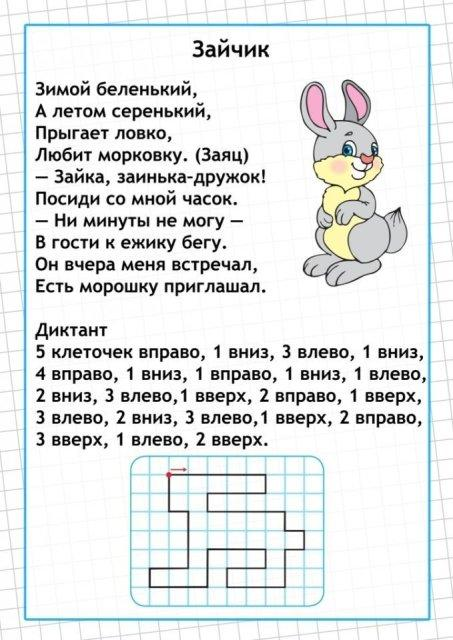 Зайчик
Зимой беленький,
А летом серенький,
Прыгает ловко,
Любит морковку. (Заяц)
— Зайка, заинька-дружок!
Посиди со мной часок.
— Ни минуты не могу —
В гости к ежику бегу.
Он вчера меня встречал,
Есть морошку приглашал.
Диктант
5 клеточек вправо, 1 вниз, 3 влево, 1 вниз,
4 вправо, 1 вниз, 1 вправо, 1 вниз, 1 влево,
2 вниз, 3 влево,1 вверх, 2 вправо, 1 вверх,
3 влево, 2 вниз, 3 влево,1 вверх, 2 вправо,
3 вверх, 1 влево, 2 вверх.